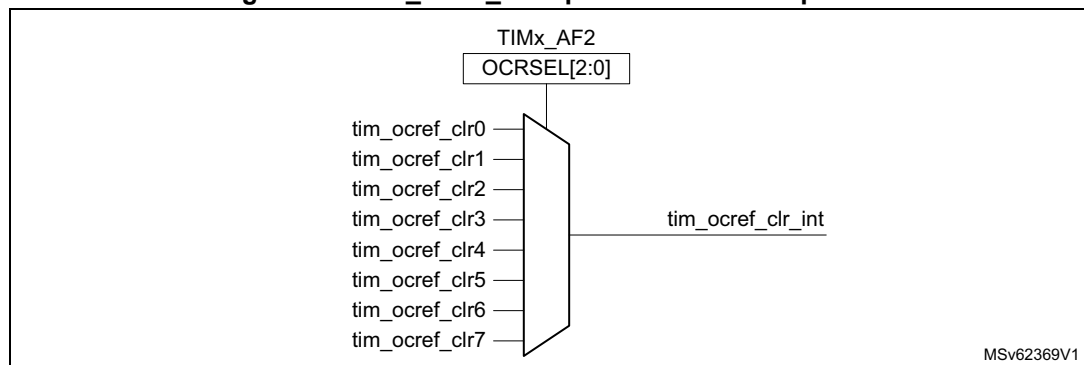 TIMx_AF2
OCRSEL[2:0]
tim_ocref_clr0
tim_ocref_clr1
tim_ocref_clr2
tim_ocref_clr3
tim_ocref_clr4
tim_ocref_clr5
tim_ocref_clr6
tim_ocref_clr7
tim_ocref_clr_int
MSv62369V1